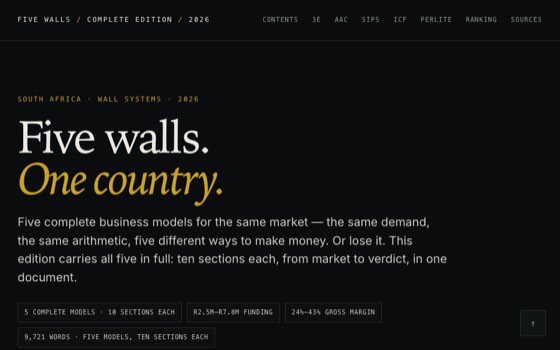 FIVE WALLS / COMPLETE EDITION / 2026
CONTENTS 3E AAC SIPS ICF PERLITE RANKING SOURCES
SOUTH AFRICA · WALL SYSTEMS · 2026
Five walls.
One country.
Five complete business models for the same market — the same demand,
the same arithmetic, five different ways to make money. Or lose it. This
edition carries all five in full: ten sections each, from market to verdict, in one
document.
5 COMPLETE MODELS · 10 SECTIONS EACH
R2.5M–R7.8M FUNDING
24%–43% GROSS MARGIN
9,721 WORDS · FIVE MODELS, TEN SECTIONS EACH
↑